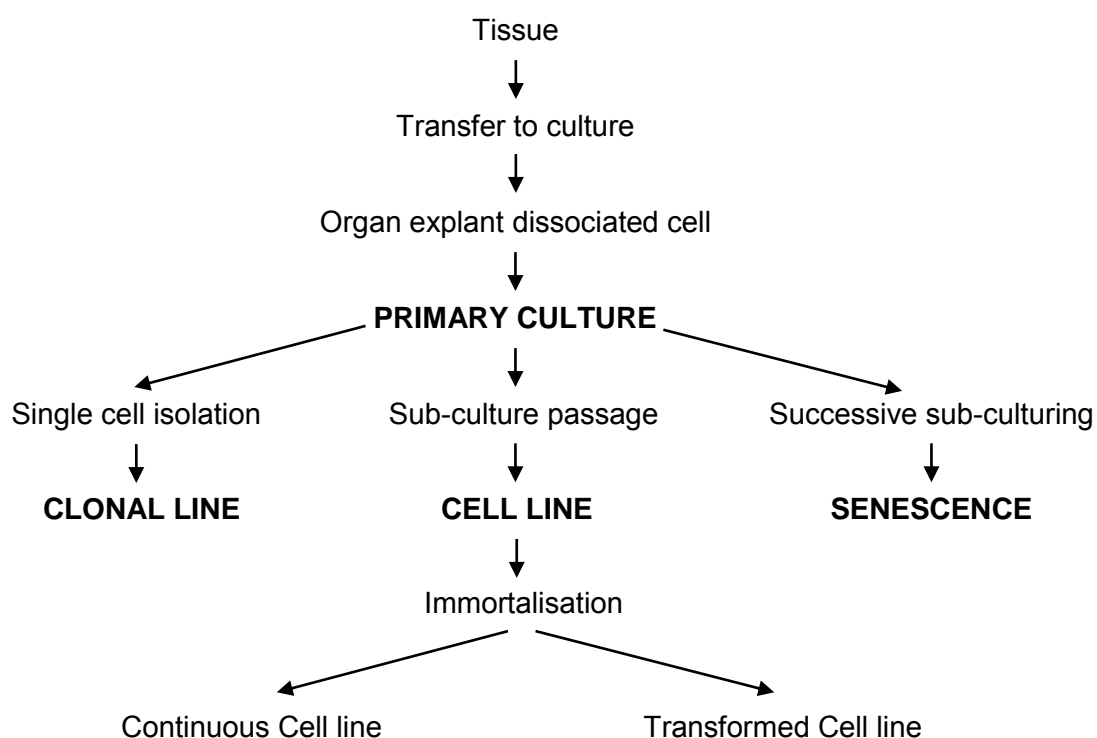 Tissue
Transfer to culture
Organ explant dissociated cell
PRIMARY CULTURE
Single cell isolation Sub-culture passage Successive sub-culturing
CLONAL LINE CELL LINE SENESCENCE
Immortalisation
Continuous Cell line Transformed Cell line